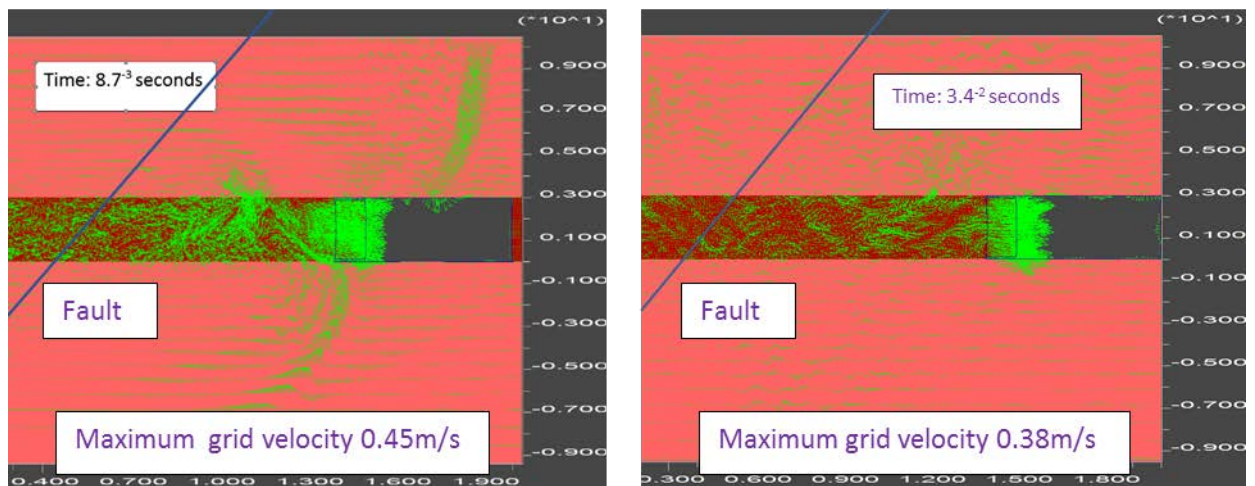 (*10^1)
Time: 8.7-3 seconds
0.900
0.700
0.500
0.300
0.100
-0.100
-0.300
-0.500
-0.700
-0.900
Fault
Maximum grid velocity 0.45m/s
0.400 0.700 1.000 1.300 1.600 1.900
(*10^1)
Time: 3.4-2 seconds
0.900
0.700
0.500
0.300
0.100
-0.100
-0.300
-0.500
-0.700
-0.900
Fault
Maximum grid velocity 0.38m/s
0.300 0.600 0.900 1.200 1.500 1.800